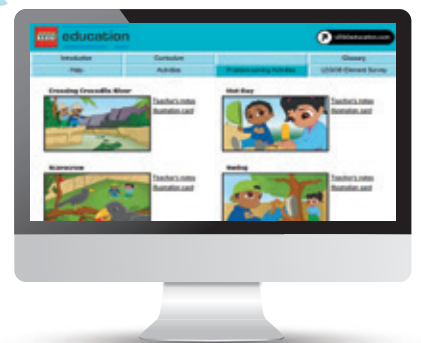 LEGO education
Introduction Curriculum Glossary
Help Activities Problem-solving Activities LEGO® Element Survey
Crossing Crocodile River
Teacher's notes
Illustration card
Hot Day
Teacher's notes
Illustration card
Scarecrow
Teacher's notes
Illustration card
Swing
Teacher's notes
Illustration card